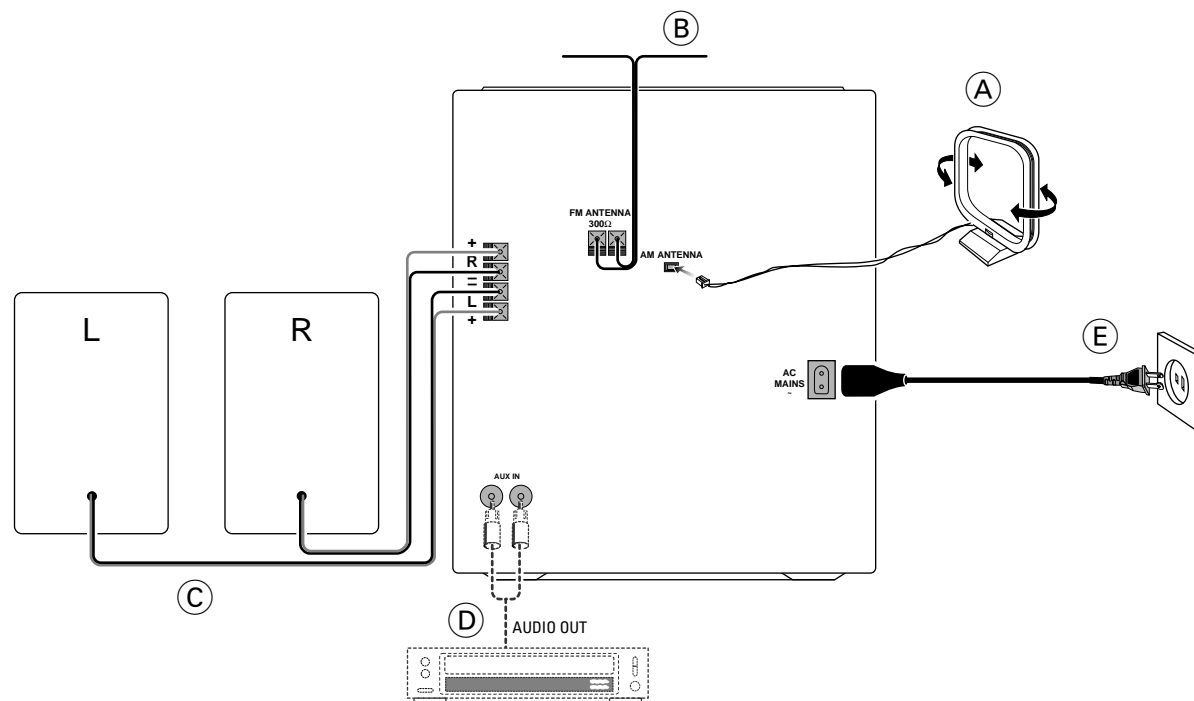 B
A
FM ANTENNA
300Ω
AM ANTENNA
+
R
=
L
+
L
R
E
AC
MAINS
~
AUX IN
C
D
AUDIO OUT